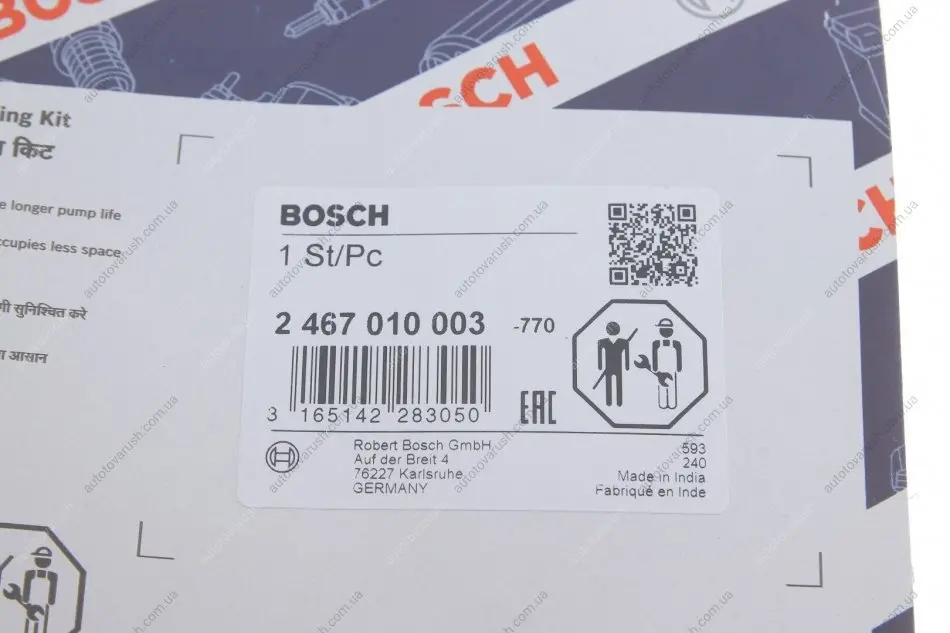 SCH
ing Kit
किट
e longer pump life
ccupies less space
गी सुनिश्चित करे
आसान
BOSCH
1 St/Pc
2 467 010 003 -770
3 165142 283050
EAC
Robert Bosch GmbH
Auf der Breit 4
76227 Karlsruhe
GERMANY
593
240
Made in India
Fabriqué en Inde
autotovarush.com.ua